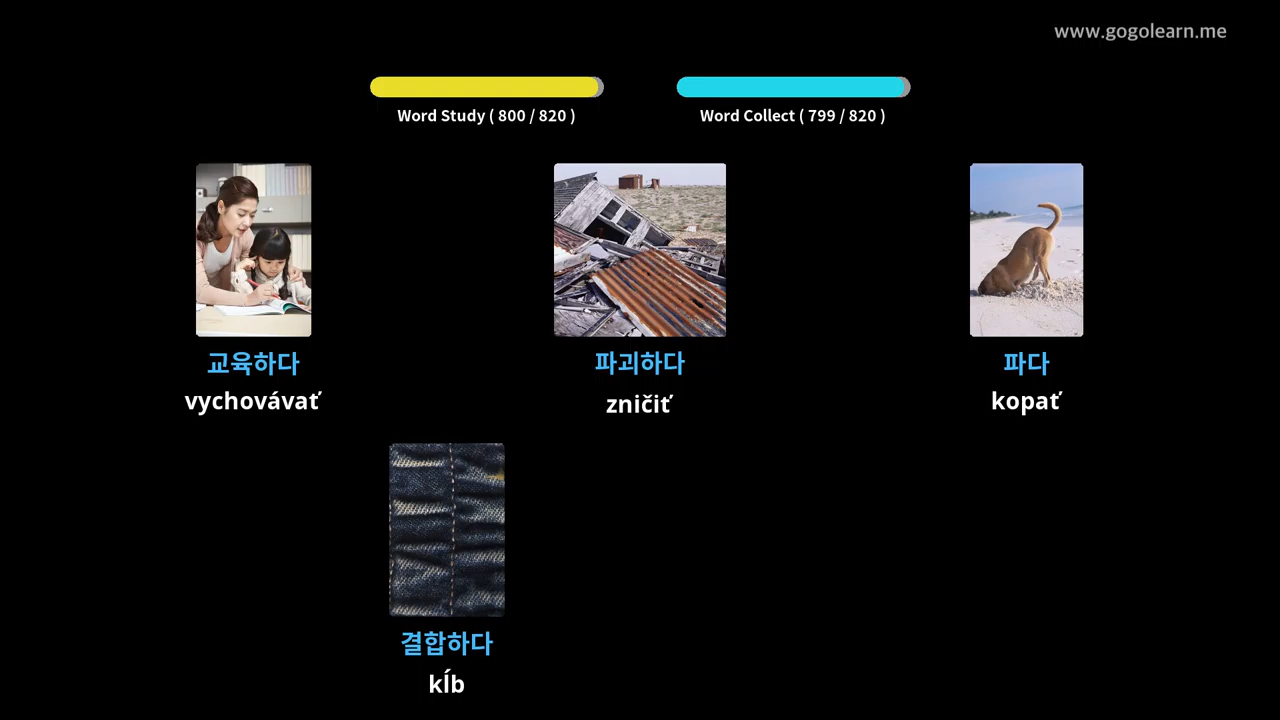 www.gogolearn.me
Word Study ( 800 / 820 )
Word Collect ( 799 / 820 )
교육하다
vychovávať
파괴하다
zničiť
파다
kopať
결합하다
kĺb